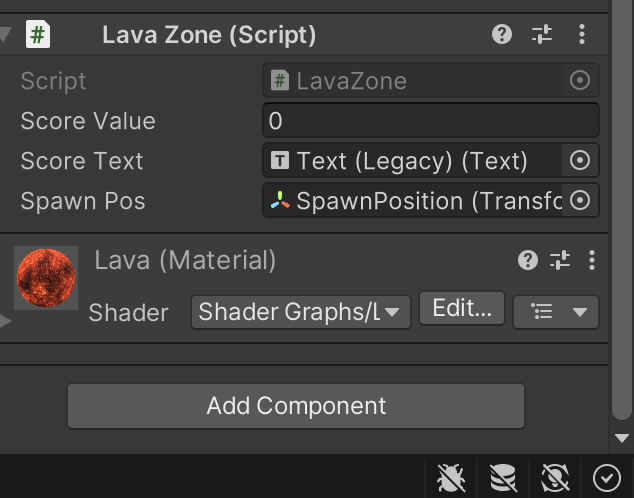 Lava Zone (Script)
Script LavaZone
Score Value 0
Score Text Text (Legacy) (Text)
Spawn Pos SpawnPosition (Transfc
Lava (Material)
Shader Shader Graphs/L Edit...
Add Component